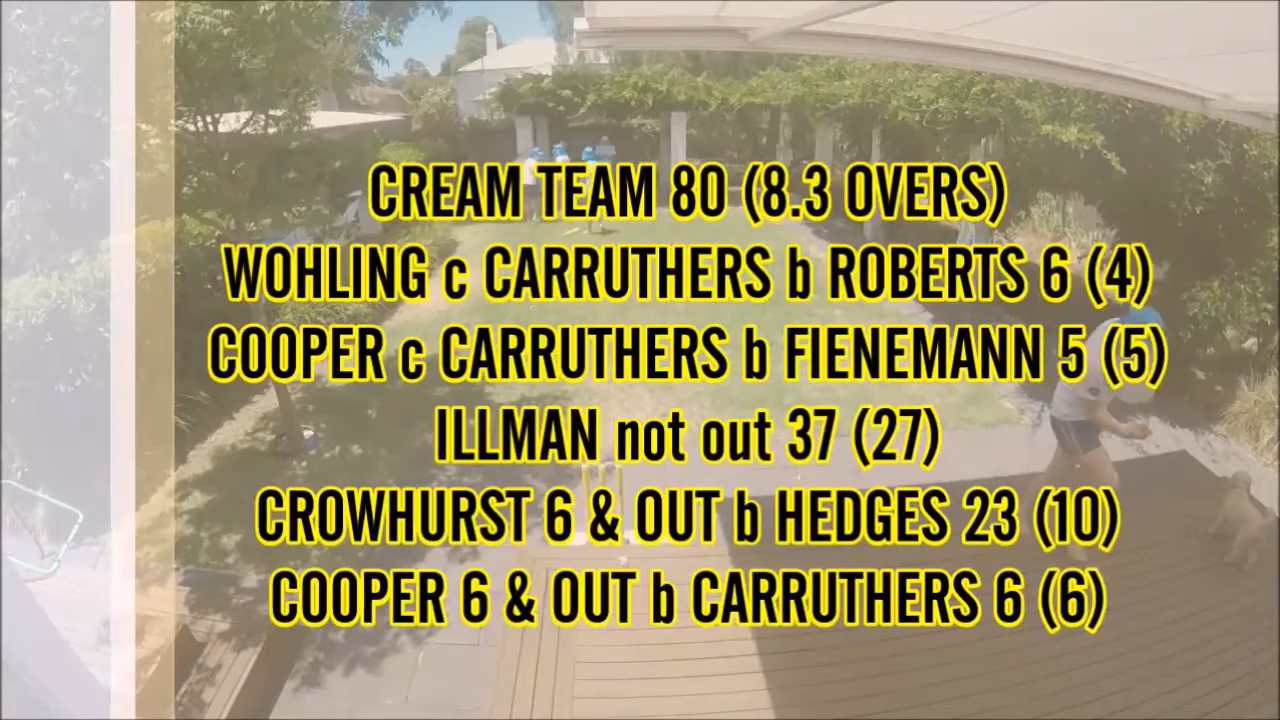 CREAM TEAM 80 (8.3 OVERS)
WOHLING c CARRUTHERS b ROBERTS 6 (4)
COOPER c CARRUTHERS b FIENEMANN 5 (5)
ILLMAN not out 37 (27)
CROWHURST 6 & OUT b HEDGES 23 (10)
COOPER 6 & OUT b CARRUTHERS 6 (6)